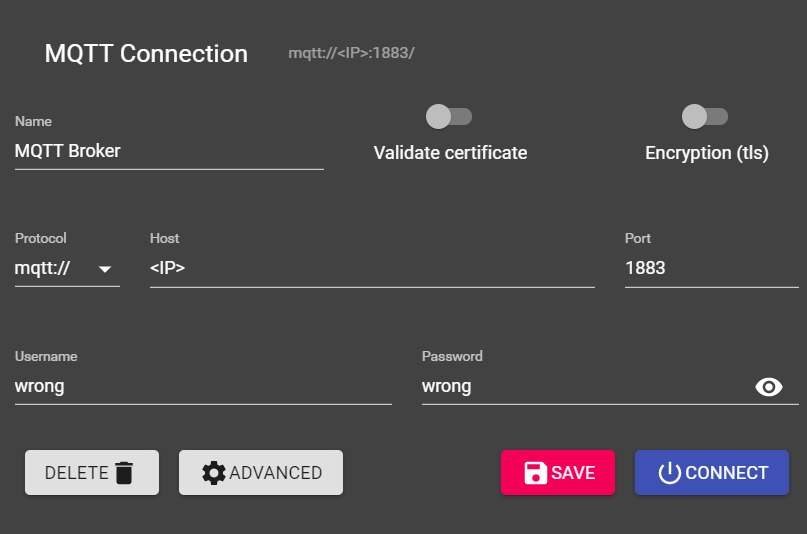 MQTT Connection mqtt://<IP>:1883/
Name
MQTT Broker
Validate certificate
Encryption (tls)
Protocol Host Port
mqtt:// <IP> 1883
Username Password
wrong wrong
DELETE ADVANCED SAVE CONNECT